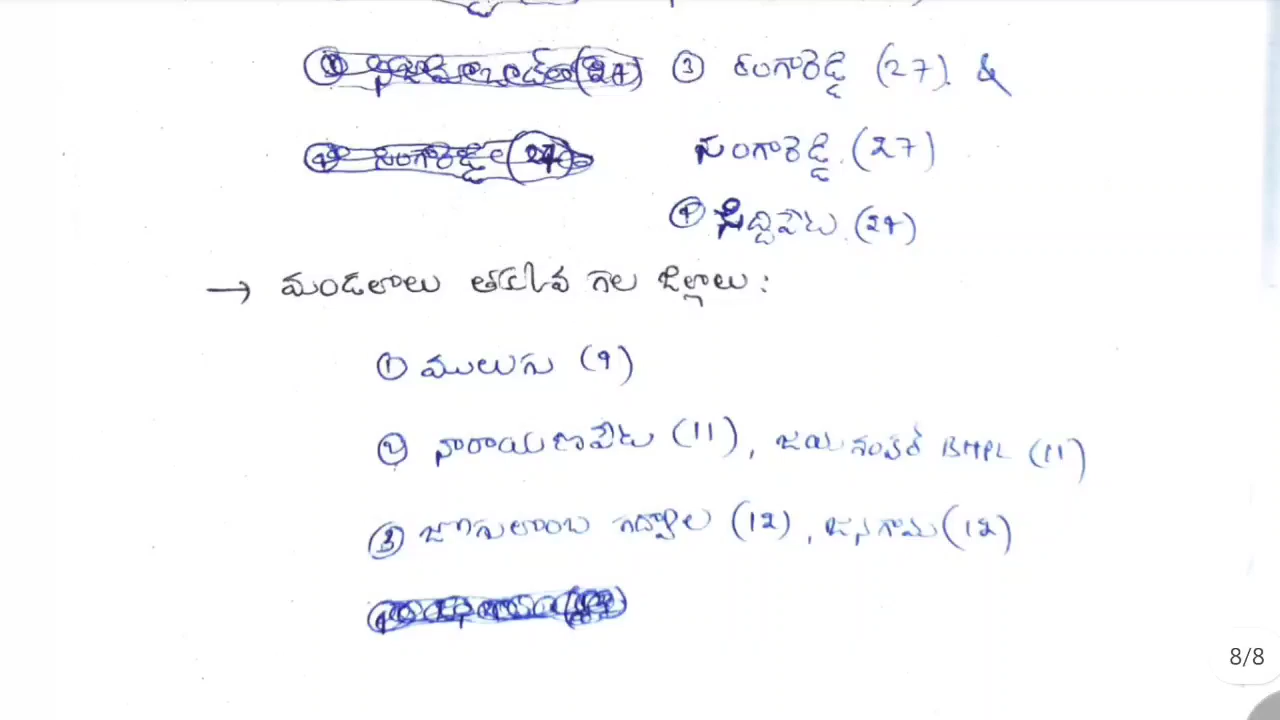 ③ రంగారెడ్డి (27) &
సంగారెడ్డి. (27)
④ సిద్దిపేట. (24)
→ మండలాలు తక్కువ గల జిల్లాలు :
① ములుగు (9)
② నారాయణపేట (11), జయశంకర్ BHPL (11)
③ జోగులాంబ గద్వాల (12), జనగామ (12)
8/8